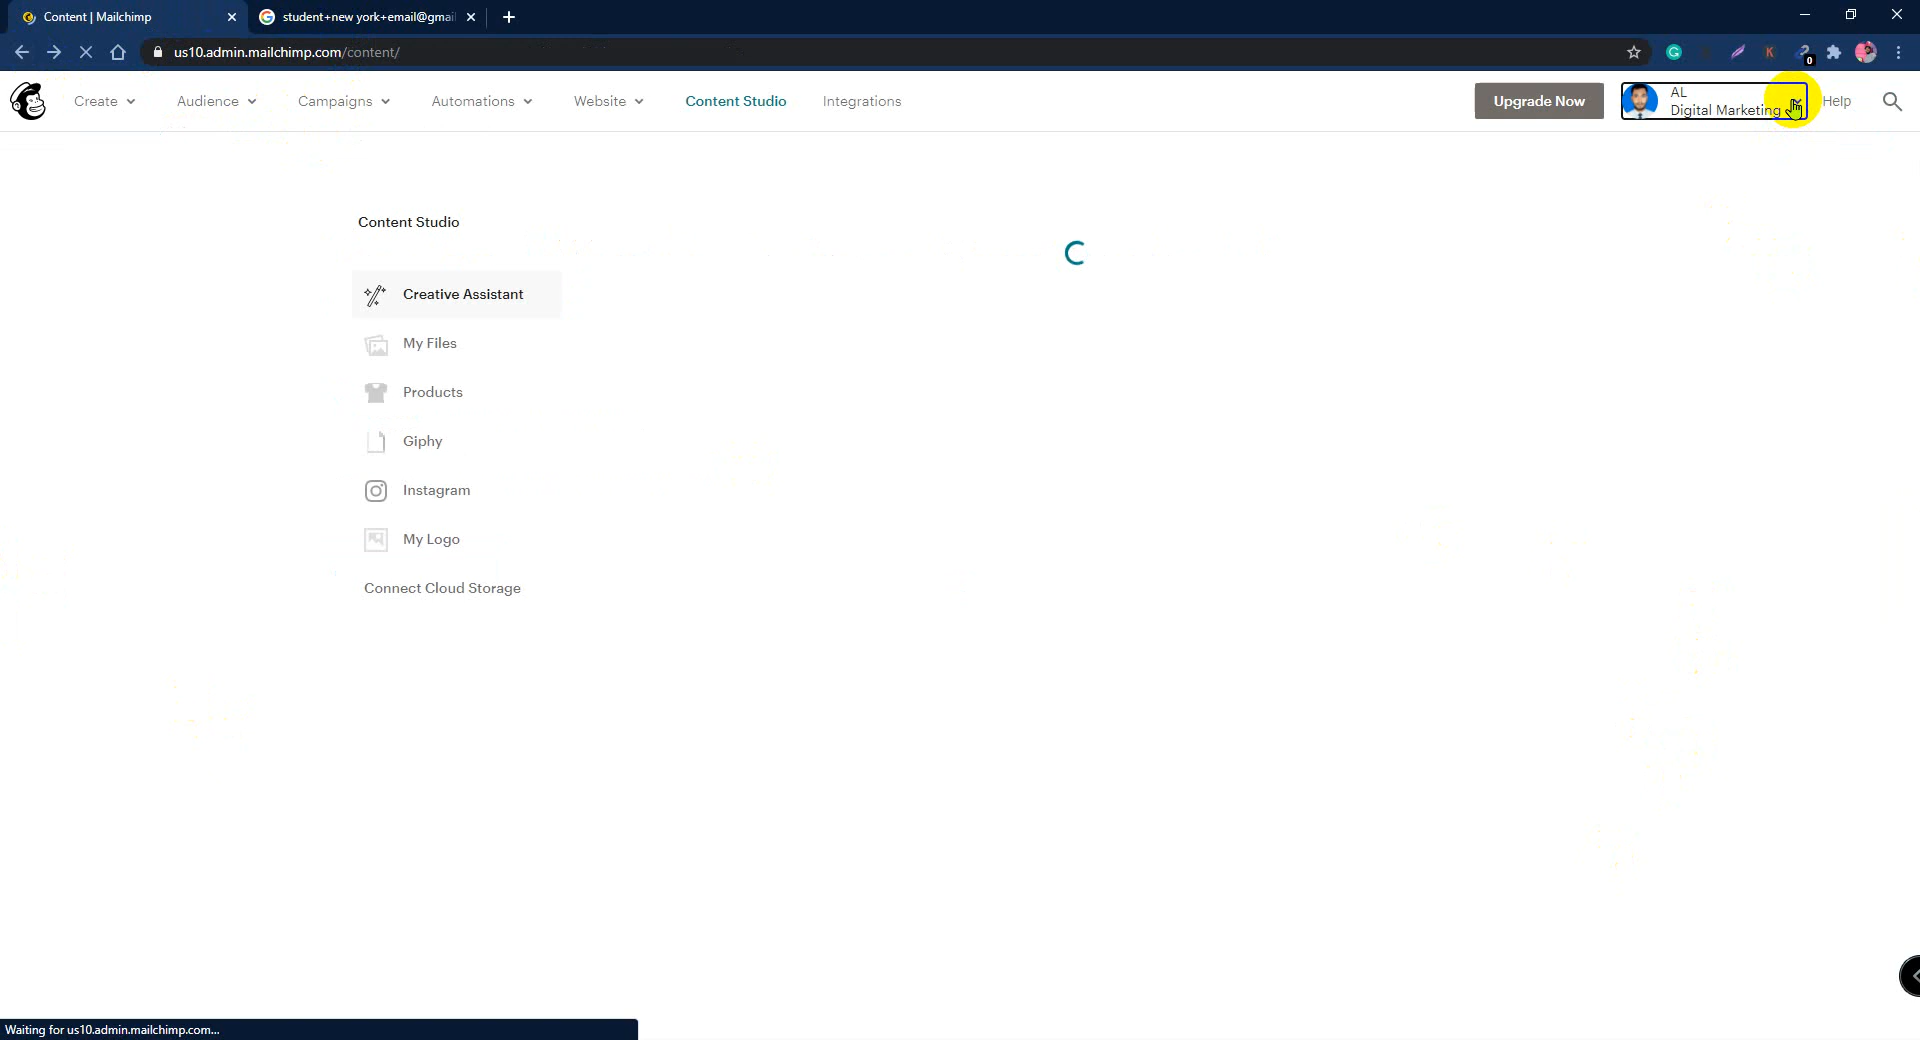 Content | Mailchimp
student+new york+email@gmai
us10.admin.mailchimp.com/content/
K
0
Create
Audience
Campaigns
Automations
Website
Content Studio
Integrations
Upgrade Now
AL
Digital Marketing
Help
Content Studio
Creative Assistant
My Files
Products
Giphy
Instagram
My Logo
Connect Cloud Storage
Waiting for us10.admin.mailchimp.com...